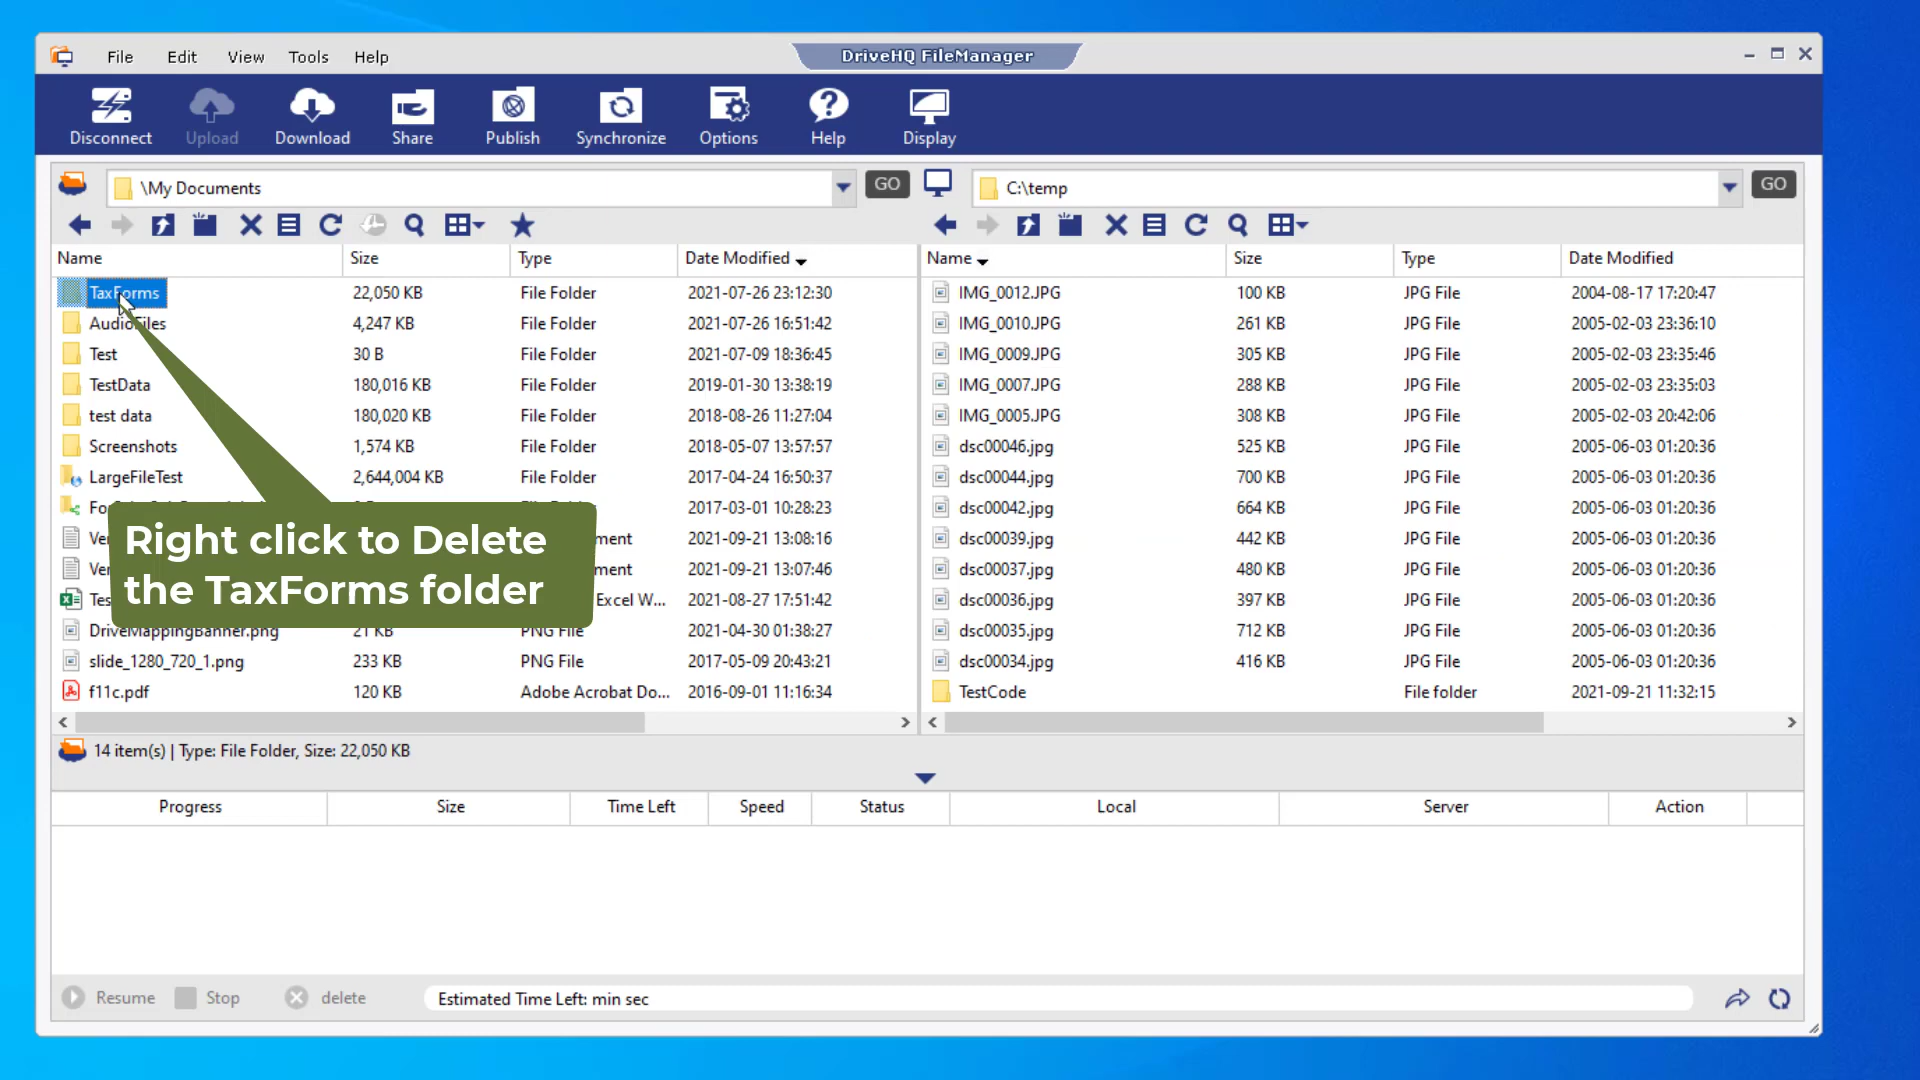 File Edit View Tools Help
DriveHQ FileManager
Disconnect Upload Download Share Publish Synchronize Options Help Display
\My Documents GO C:\temp GO
Name Size Type Date Modified Name Size Type Date Modified
TaxForms 22,050 KB File Folder 2021-07-26 23:12:30 IMG_0012.JPG 100 KB JPG File 2004-08-17 17:20:47
AudioFiles 4,247 KB File Folder 2021-07-26 16:51:42 IMG_0010.JPG 261 KB JPG File 2005-02-03 23:36:10
Test 30 B File Folder 2021-07-09 18:36:45 IMG_0009.JPG 305 KB JPG File 2005-02-03 23:35:46
TestData 180,016 KB File Folder 2019-01-30 13:38:19 IMG_0007.JPG 288 KB JPG File 2005-02-03 23:35:03
test data 180,020 KB File Folder 2018-08-26 11:27:04 IMG_0005.JPG 308 KB JPG File 2005-02-03 20:42:06
Screenshots 1,574 KB File Folder 2018-05-07 13:57:57 dsc00046.jpg 525 KB JPG File 2005-06-03 01:20:36
LargeFileTest 2,644,004 KB File Folder 2017-04-24 16:50:37 dsc00044.jpg 700 KB JPG File 2005-06-03 01:20:36
2017-03-01 10:28:23 dsc00042.jpg 664 KB JPG File 2005-06-03 01:20:36
Ver ment 2021-09-21 13:08:16 dsc00039.jpg 442 KB JPG File 2005-06-03 01:20:36
Ver ment 2021-09-21 13:07:46 dsc00037.jpg 480 KB JPG File 2005-06-03 01:20:36
Tes Excel W... 2021-08-27 17:51:42 dsc00036.jpg 397 KB JPG File 2005-06-03 01:20:36
DriveMappingBanner.png 21 KB PNG File 2021-04-30 01:38:27 dsc00035.jpg 712 KB JPG File 2005-06-03 01:20:36
slide_1280_720_1.png 233 KB PNG File 2017-05-09 20:43:21 dsc00034.jpg 416 KB JPG File 2005-06-03 01:20:36
f11c.pdf 120 KB Adobe Acrobat Do... 2016-09-01 11:16:34 TestCode File folder 2021-09-21 11:32:15
Right click to Delete
the TaxForms folder
14 item(s) | Type: File Folder, Size: 22,050 KB
Progress Size Time Left Speed Status Local Server Action
Resume Stop delete Estimated Time Left: min sec